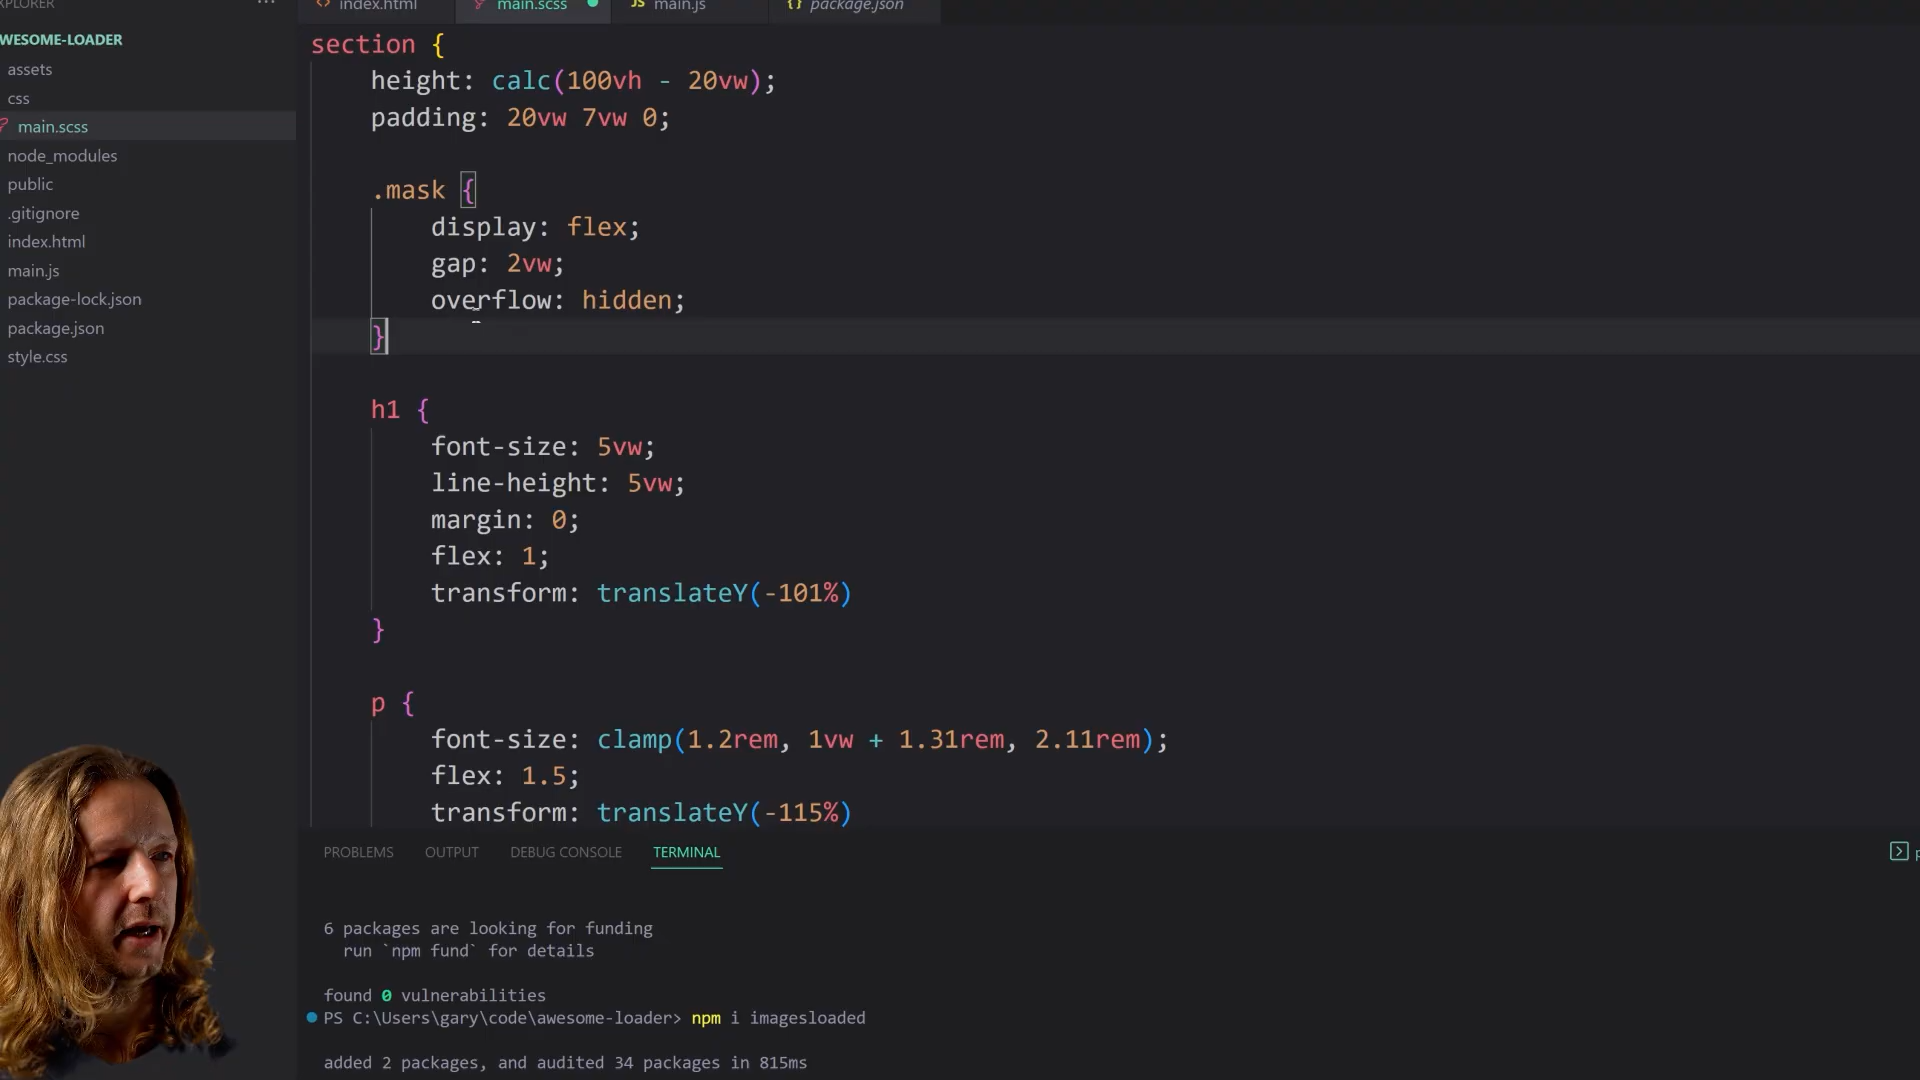 XPLORER ...
index.html main.scss JS main.js {} package.json
WESOME-LOADER
assets
css
main.scss
node_modules
public
.gitignore
index.html
main.js
package-lock.json
package.json
style.css
section {
height: calc(100vh - 20vw);
padding: 20vw 7vw 0;
.mask {
display: flex;
gap: 2vw;
overflow: hidden;
}
h1 {
font-size: 5vw;
line-height: 5vw;
margin: 0;
flex: 1;
transform: translateY(-101%)
}
p {
font-size: clamp(1.2rem, 1vw + 1.31rem, 2.11rem);
flex: 1.5;
transform: translateY(-115%)
PROBLEMS OUTPUT DEBUG CONSOLE TERMINAL
6 packages are looking for funding
run `npm fund` for details
found 0 vulnerabilities
PS C:\Users\gary\code\awesome-loader> npm i imagesloaded
added 2 packages, and audited 34 packages in 815ms